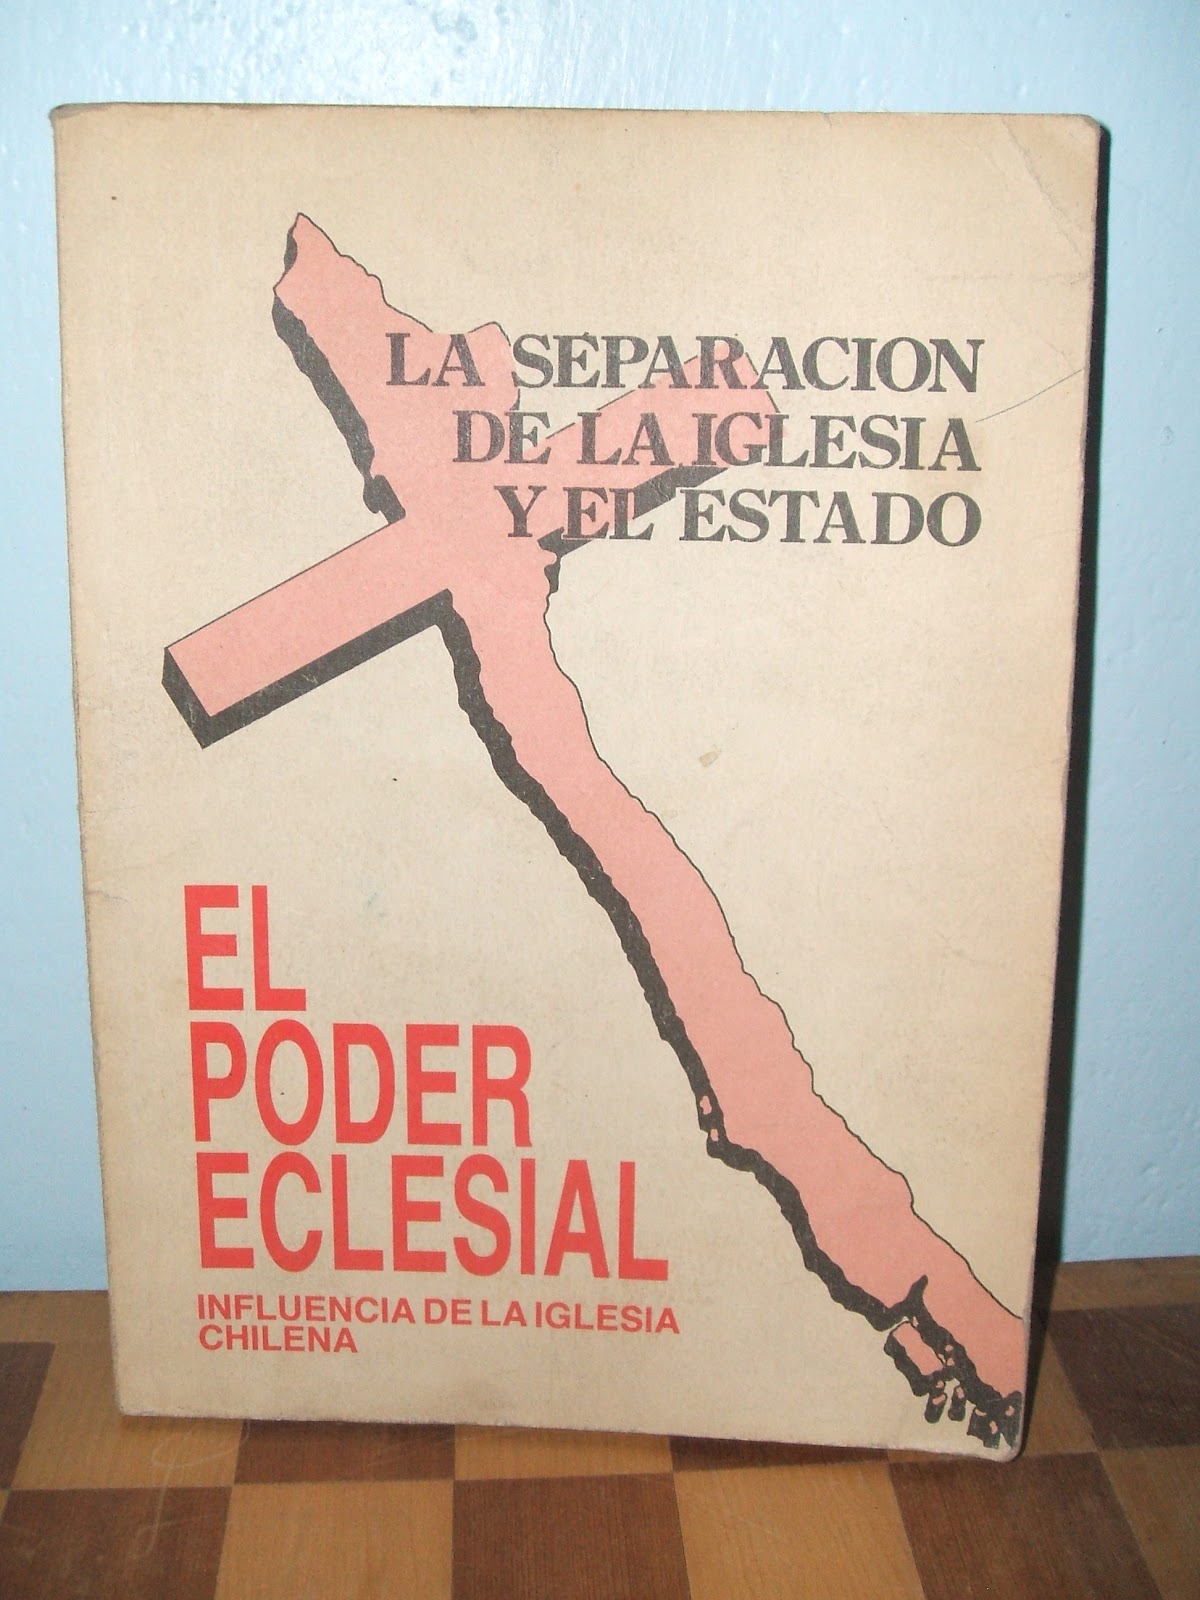 LA SEPARACION
DE LA IGLESIA
Y EL ESTADO
EL
PODER
ECLESIAL
INFLUENCIA DE LA IGLESIA
CHILENA